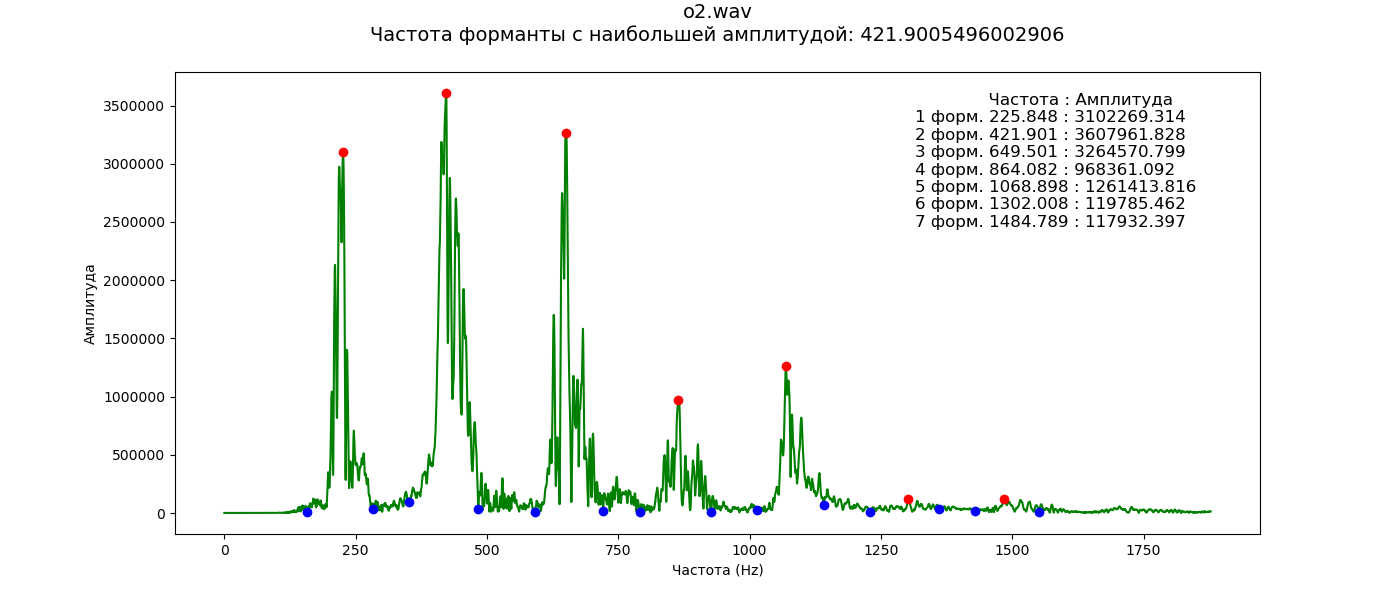 o2.wav
Частота форманты с наибольшей амплитудой: 421.9005496002906
Частота : Амплитуда
1 форм. 225.848 : 3102269.314
2 форм. 421.901 : 3607961.828
3 форм. 649.501 : 3264570.799
4 форм. 864.082 : 968361.092
5 форм. 1068.898 : 1261413.816
6 форм. 1302.008 : 119785.462
7 форм. 1484.789 : 117932.397
Амплитуда
3500000
3000000
2500000
2000000
1500000
1000000
500000
0
0 250 500 750 1000 1250 1500 1750
Частота (Hz)